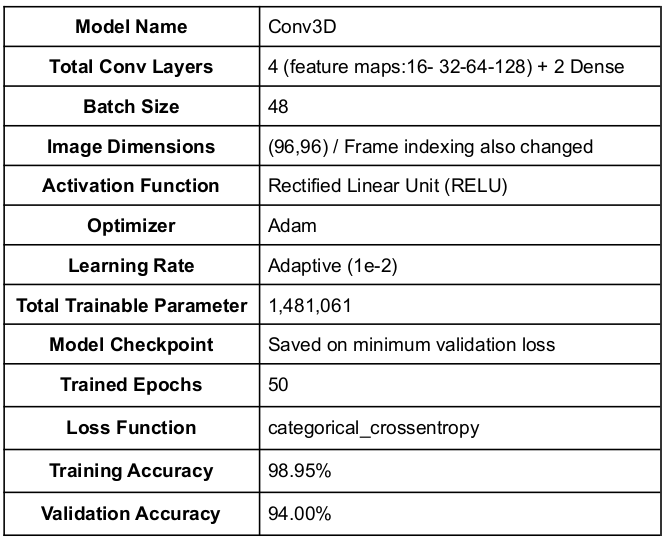 Model Name Conv3D
Total Conv Layers 4 (feature maps:16- 32-64-128) + 2 Dense
Batch Size 48
Image Dimensions (96,96) / Frame indexing also changed
Activation Function Rectified Linear Unit (RELU)
Optimizer Adam
Learning Rate Adaptive (1e-2)
Total Trainable Parameter 1,481,061
Model Checkpoint Saved on minimum validation loss
Trained Epochs 50
Loss Function categorical_crossentropy
Training Accuracy 98.95%
Validation Accuracy 94.00%